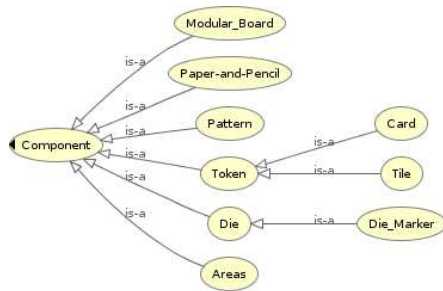 Modular_Board
is-a
Paper-and-Pencil
is-a
Pattern
is-a
Card
is-a
Component
is-a
Token
is-a
Tile
is-a
Die
is-a
Die_Marker
is-a
Areas